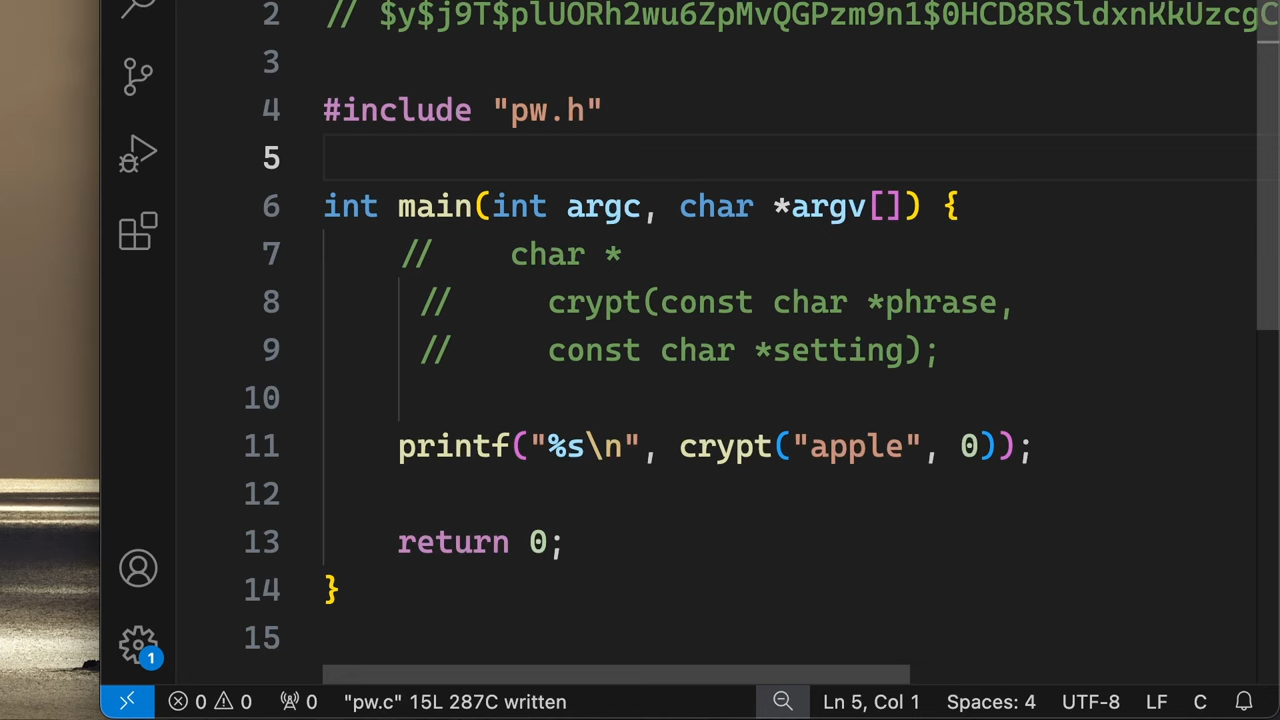 2 // $y$j9T$plUORh2wu6ZpMvQGPzm9n1$0HCD8RSldxnKkUzcgC
3
4 #include "pw.h"
5
6 int main(int argc, char *argv[]) {
7 // char *
8 // crypt(const char *phrase,
9 // const char *setting);
10
11 printf("%s\n", crypt("apple", 0));
12
13 return 0;
14 }
15
1
0 0 0 "pw.c" 15L 287C written Ln 5, Col 1 Spaces: 4 UTF-8 LF C